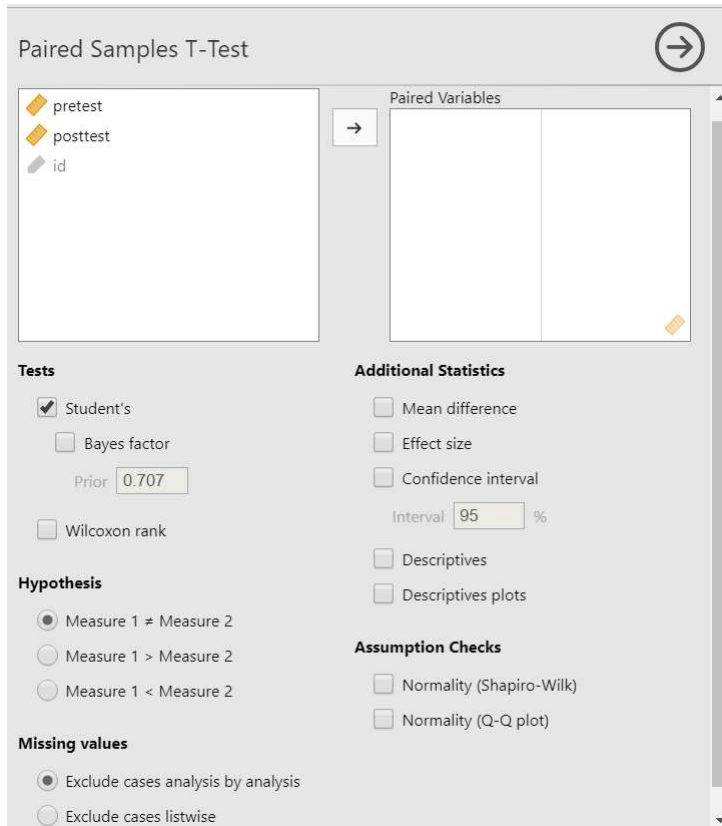 Paired Samples T-Test
pretest
posttest
id
Paired Variables
Tests
Student's
Bayes factor
Prior 0.707
Wilcoxon rank
Hypothesis
Measure 1 ≠ Measure 2
Measure 1 > Measure 2
Measure 1 < Measure 2
Missing values
Exclude cases analysis by analysis
Exclude cases listwise
Additional Statistics
Mean difference
Effect size
Confidence interval
Interval 95 %
Descriptives
Descriptives plots
Assumption Checks
Normality (Shapiro-Wilk)
Normality (Q-Q plot)